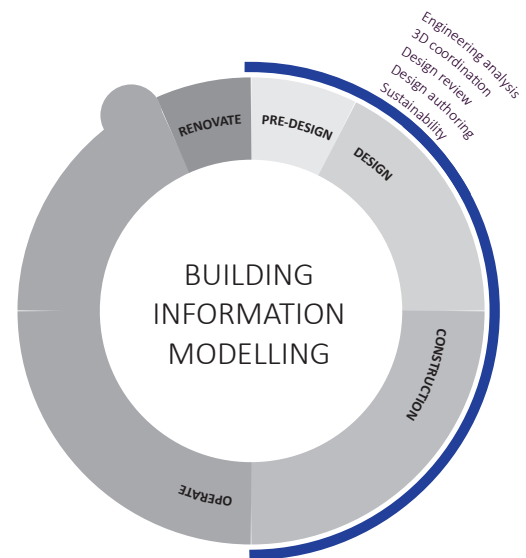 Engineering analysis
3D coordination
Design review
Design authoring
Sustainability
RENOVATE
PRE-DESIGN
DESIGN
BUILDING
INFORMATION
MODELLING
CONSTRUCTION
OPERATE